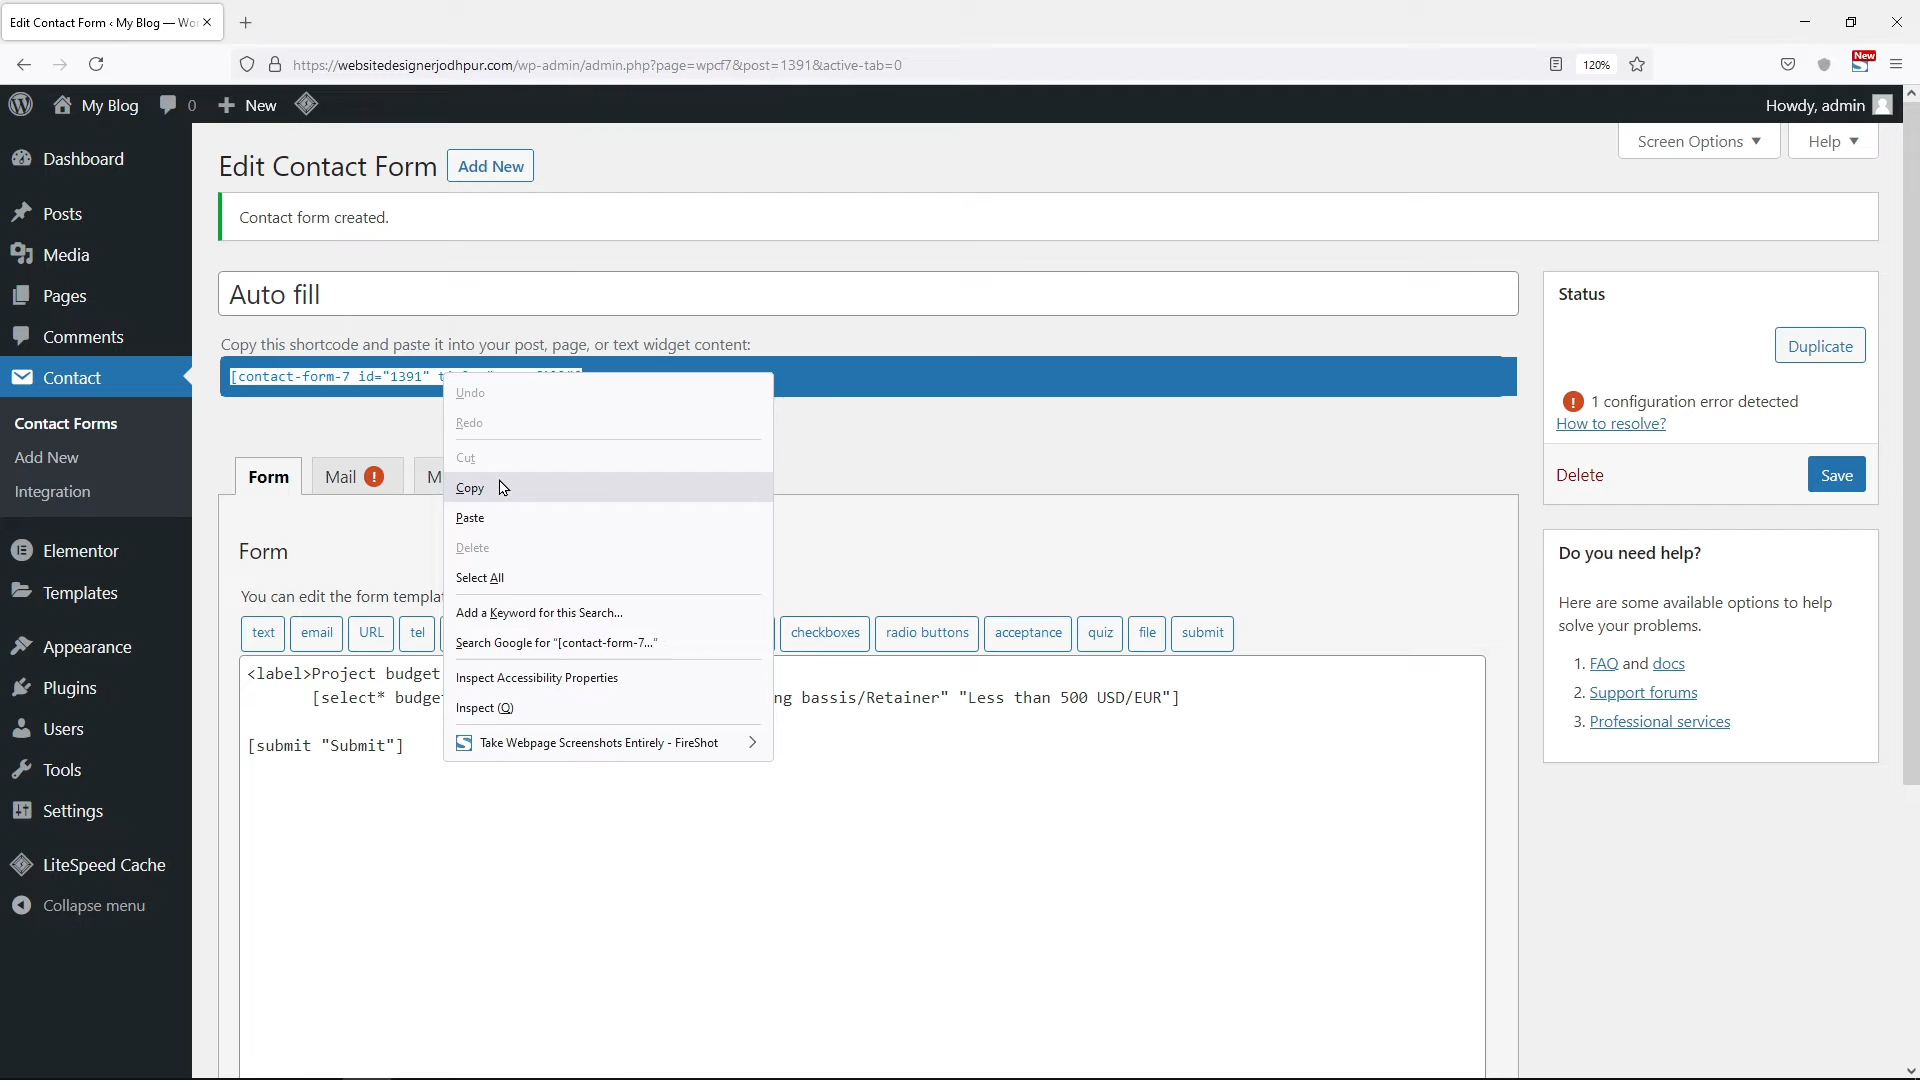 Edit Contact Form ‹ My Blog — Wo
https://websitedesignerjodhpur.com/wp-admin/admin.php?page=wpcf7&post=1391&active-tab=0
120%
New
My Blog
0
New
Howdy, admin
Dashboard
Posts
Media
Pages
Comments
Contact
Contact Forms
Add New
Integration
Elementor
Templates
Appearance
Plugins
Users
Tools
Settings
LiteSpeed Cache
Collapse menu
Screen Options
Help
Edit Contact Form
Add New
Contact form created.
Auto fill
Copy this shortcode and paste it into your post, page, or text widget content:
[contact-form-7 id="1391"
Form
Mail
M
Form
You can edit the form templa
text
email
URL
tel
checkboxes
radio buttons
acceptance
quiz
file
submit
<label>Project budget
[select* budge ng bassis/Retainer" "Less than 500 USD/EUR"]
[submit "Submit"]
Undo
Redo
Cut
Copy
Paste
Delete
Select All
Add a Keyword for this Search...
Search Google for "[contact-form-7..."
Inspect Accessibility Properties
Inspect (Q)
Take Webpage Screenshots Entirely - FireShot
Status
Duplicate
1 configuration error detected
How to resolve?
Delete
Save
Do you need help?
Here are some available options to help
solve your problems.
1. FAQ and docs
2. Support forums
3. Professional services